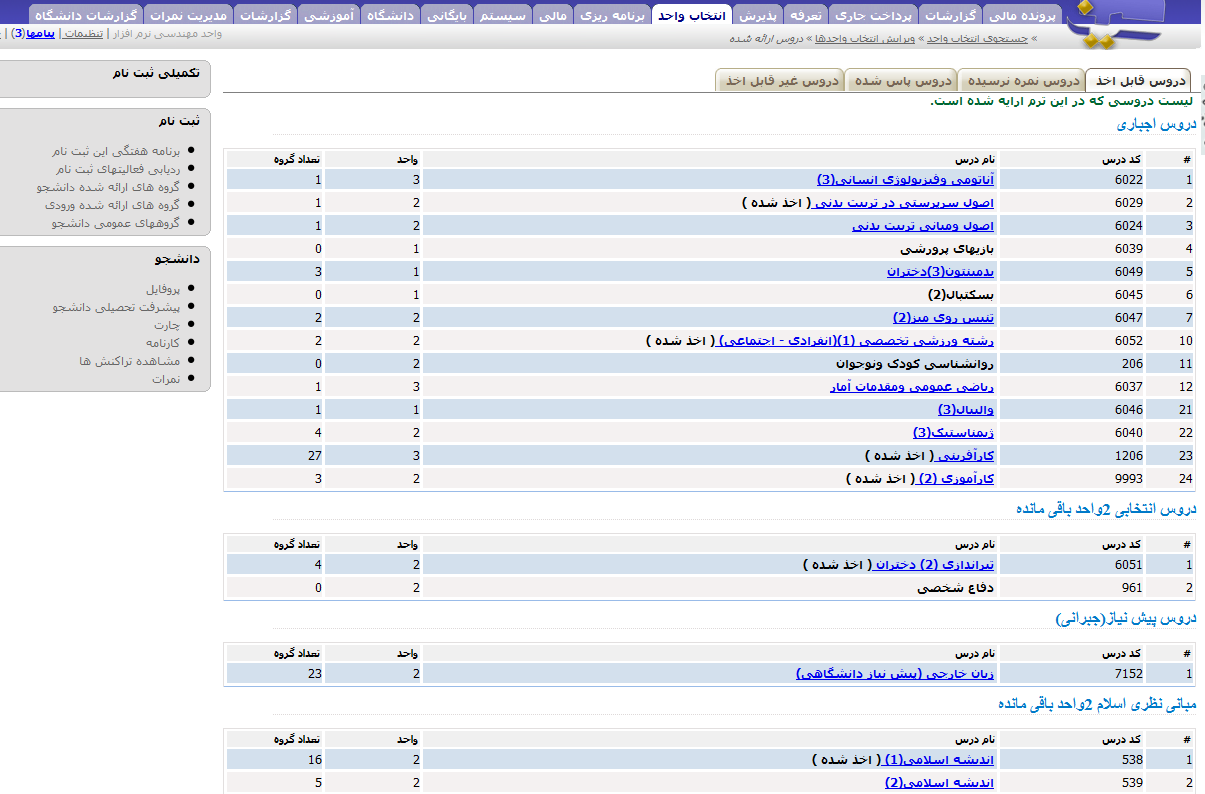 پرونده مالی گزارشات پرداخت جاری تعرفه پذیرش انتخاب واحد برنامه ریزی مالی سیستم بایگانی دانشگاه آموزشی گزارشات مدیریت نمرات گزارشات دانشگاه
» جستجوی انتخاب واحد » ویرایش انتخاب واحدها » دروس ارائه شده
واحد مهندسی نرم افزار | تنظیمات | پیامها(3) |
دروس قابل اخذ دروس نمره نرسیده دروس پاس شده دروس غیر قابل اخذ
لیست دروسی که در این ترم ارایه شده است.
دروس اجباری
# کد درس نام درس واحد تعداد گروه
1 6022 آناتومی وفیزیولوژی انسانی(3) 3 1
2 6029 اصول سرپرستی در تربیت بدنی ( اخذ شده ) 2 1
3 6024 اصول ومبانی تربیت بدنی 2 1
4 6039 بازیهای پرورشی 1 0
5 6049 بدمینتون(3)دختران 1 3
6 6045 بسکتبال(2) 1 0
7 6047 تنیس روی میز(2) 2 2
10 6052 رشته ورزشی تخصصی (1)(انفرادی - اجتماعی) ( اخذ شده ) 2 2
11 206 روانشناسی کودک ونوجوان 2 0
12 6037 ریاضی عمومی ومقدمات آمار 3 1
21 6046 والیبال(3) 1 1
22 6040 ژیمناستیک(3) 2 4
23 1206 کارآفرینی ( اخذ شده ) 3 27
24 9993 کارآموزی (2) ( اخذ شده ) 2 3
دروس انتخابی 2واحد باقی مانده
# کد درس نام درس واحد تعداد گروه
1 6051 تیراندازی (2) دختران ( اخذ شده ) 2 4
2 961 دفاع شخصی 2 0
دروس پیش نیاز(جبرانی)
# کد درس نام درس واحد تعداد گروه
1 7152 زبان خارجی (پیش نیاز دانشگاهی) 2 23
مبانی نظری اسلام 2واحد باقی مانده
# کد درس نام درس واحد تعداد گروه
1 538 اندیشه اسلامی(1) ( اخذ شده ) 2 16
2 539 اندیشه اسلامی(2) 2 5
تکمیلی ثبت نام
ثبت نام
برنامه هفتگی این ثبت نام
ردیابی فعالیتهای ثبت نام
گروه های ارائه شده دانشجو
گروه های ارائه شده ورودی
گروههای عمومی دانشجو
دانشجو
پروفایل
پیشرفت تحصیلی دانشجو
چارت
کارنامه
مشاهده تراکنش ها
نمرات